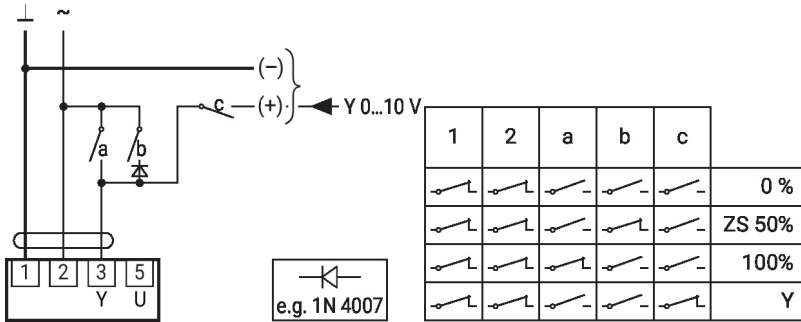 ⊥ ~
(–)
c (+) Y 0...10 V
a b
1 2 3 5
Y U
e.g. 1N 4007
1 2 a b c
0 %
ZS 50%
100%
Y